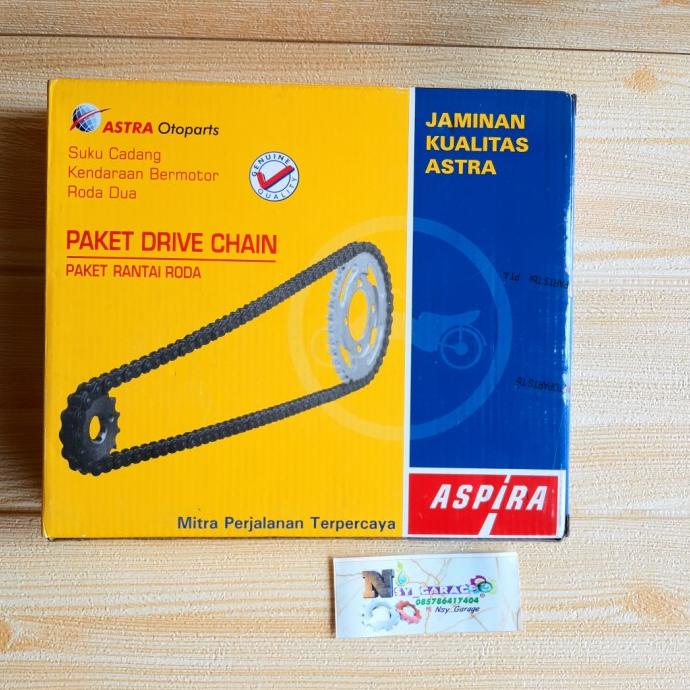 ASTRA Otoparts
Suku Cadang
Kendaraan Bermotor
Roda Dua
GENUINE
QUALITY
PAKET DRIVE CHAIN
PAKET RANTAI RODA
JAMINAN
KUALITAS
ASTRA
ASPIRA
Mitra Perjalanan Terpercaya
NSY_GARAGE
085786417404
Nsy_Garage